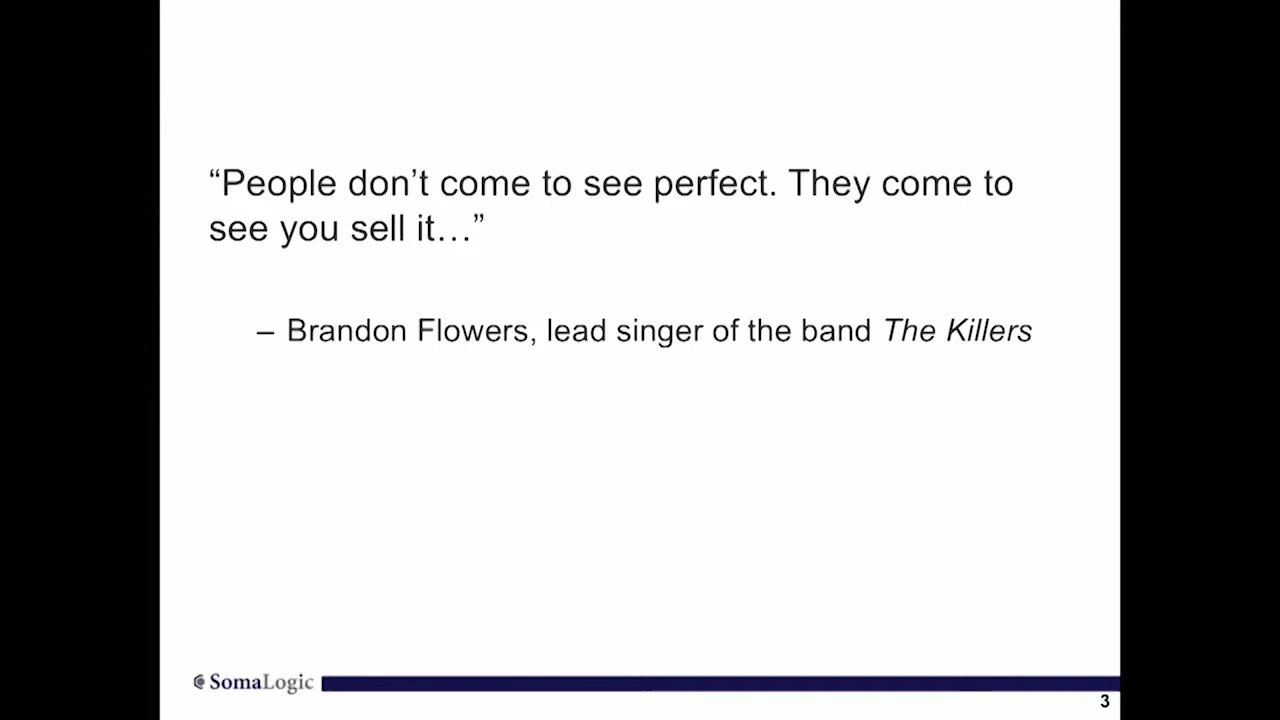 “People don’t come to see perfect. They come to
see you sell it…”
– Brandon Flowers, lead singer of the band The Killers
SomaLogic
3